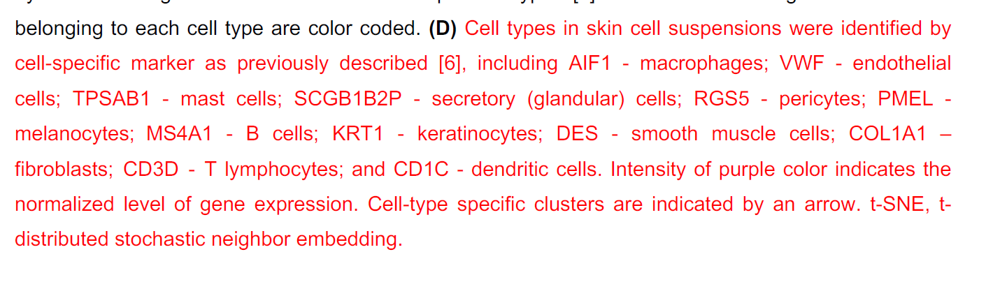 belonging to each cell type are color coded. (D) Cell types in skin cell suspensions were identified by
cell-specific marker as previously described [6], including AIF1 - macrophages; VWF - endothelial
cells; TPSAB1 - mast cells; SCGB1B2P - secretory (glandular) cells; RGS5 - pericytes; PMEL -
melanocytes; MS4A1 - B cells; KRT1 - keratinocytes; DES - smooth muscle cells; COL1A1 –
fibroblasts; CD3D - T lymphocytes; and CD1C - dendritic cells. Intensity of purple color indicates the
normalized level of gene expression. Cell-type specific clusters are indicated by an arrow. t-SNE, t-
distributed stochastic neighbor embedding.